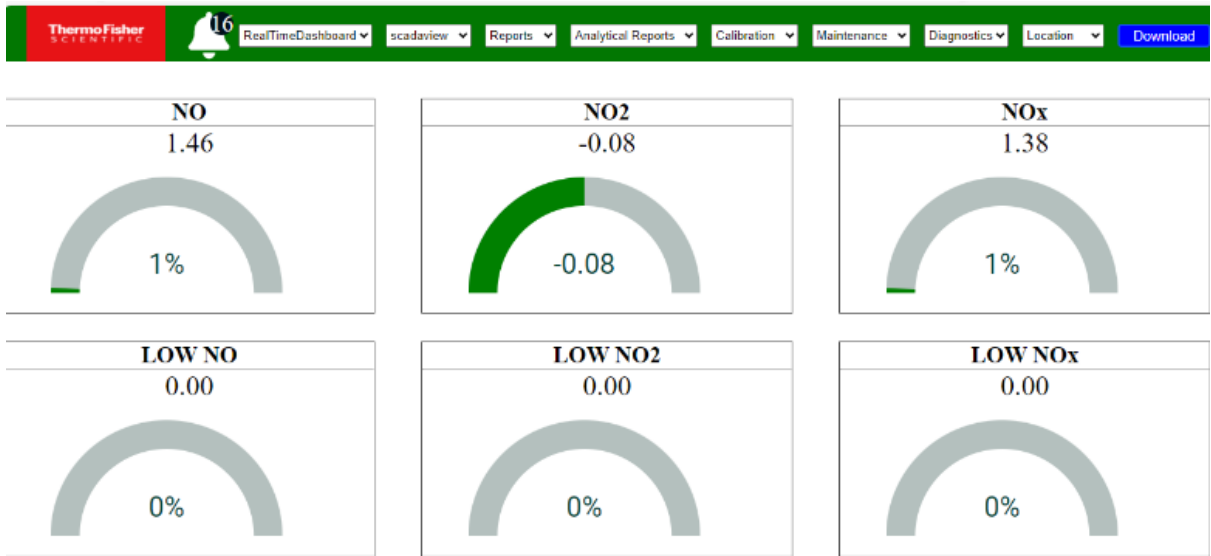 ThermoFisher
SCIENTIFIC
16
RealTimeDashboard scadaview Reports Analytical Reports Calibration Maintenance Diagnostics Location Download
NO NO2 NOx
1.46 -0.08 1.38
1% -0.08 1%
LOW NO LOW NO2 LOW NOx
0.00 0.00 0.00
0% 0% 0%